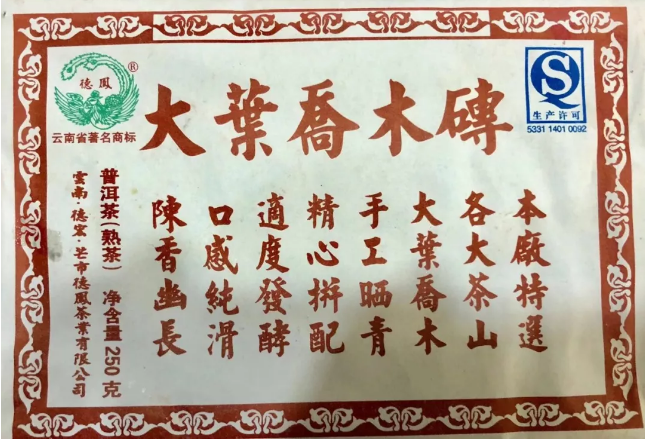 德鳳
®
云南省著名商标
大葉喬木磚
生产许可
5331 1401 0092
本廠特選
各大茶山
大葉喬木
手工晒青
精心拼配
適度發酵
口感純滑
陳香幽長
普洱茶（熟茶） 净含量250克
雲南·德宏·芒市德鳳茶業有限公司